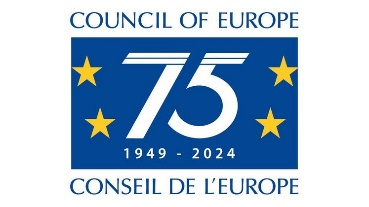 COUNCIL OF EUROPE
75
1949 - 2024
CONSEIL DE L'EUROPE